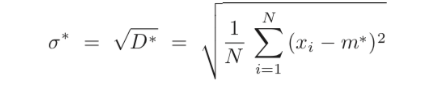 σ* = √D* = √(1/N ∑_{i=1}^{N} (x_i − m*)²)